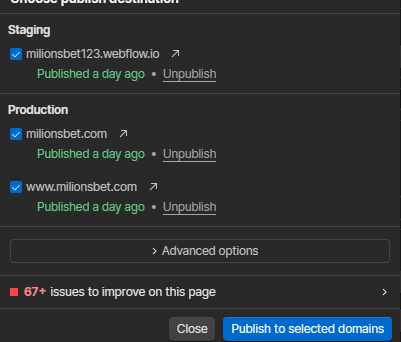 Choose publish destination
Staging
milionsbet123.webflow.io
Published a day ago • Unpublish
Production
milionsbet.com
Published a day ago • Unpublish
www.milionsbet.com
Published a day ago • Unpublish
Advanced options
67+ issues to improve on this page
Close Publish to selected domains